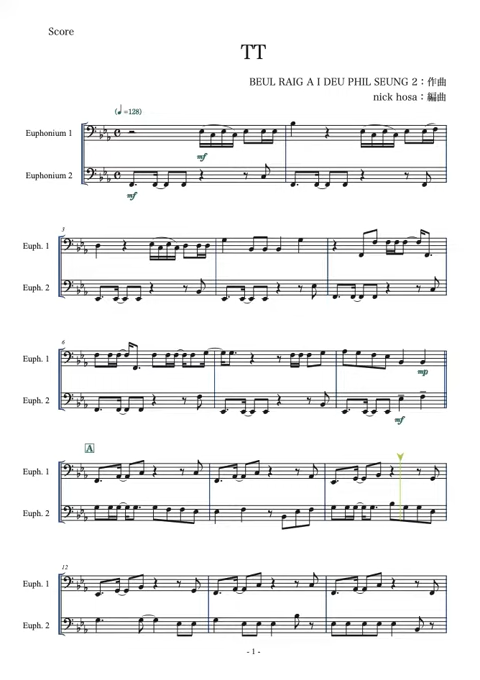 Score
TT
BEUL RAIG A I DEU PHIL SEUNG 2：作曲
nick hosa：編曲
(♩=128)
Euphonium 1
mf
Euphonium 2
mf
3
Euph. 1
Euph. 2
6
Euph. 1
mp
Euph. 2
mf
A
Euph. 1
Euph. 2
12
Euph. 1
Euph. 2
- 1 -